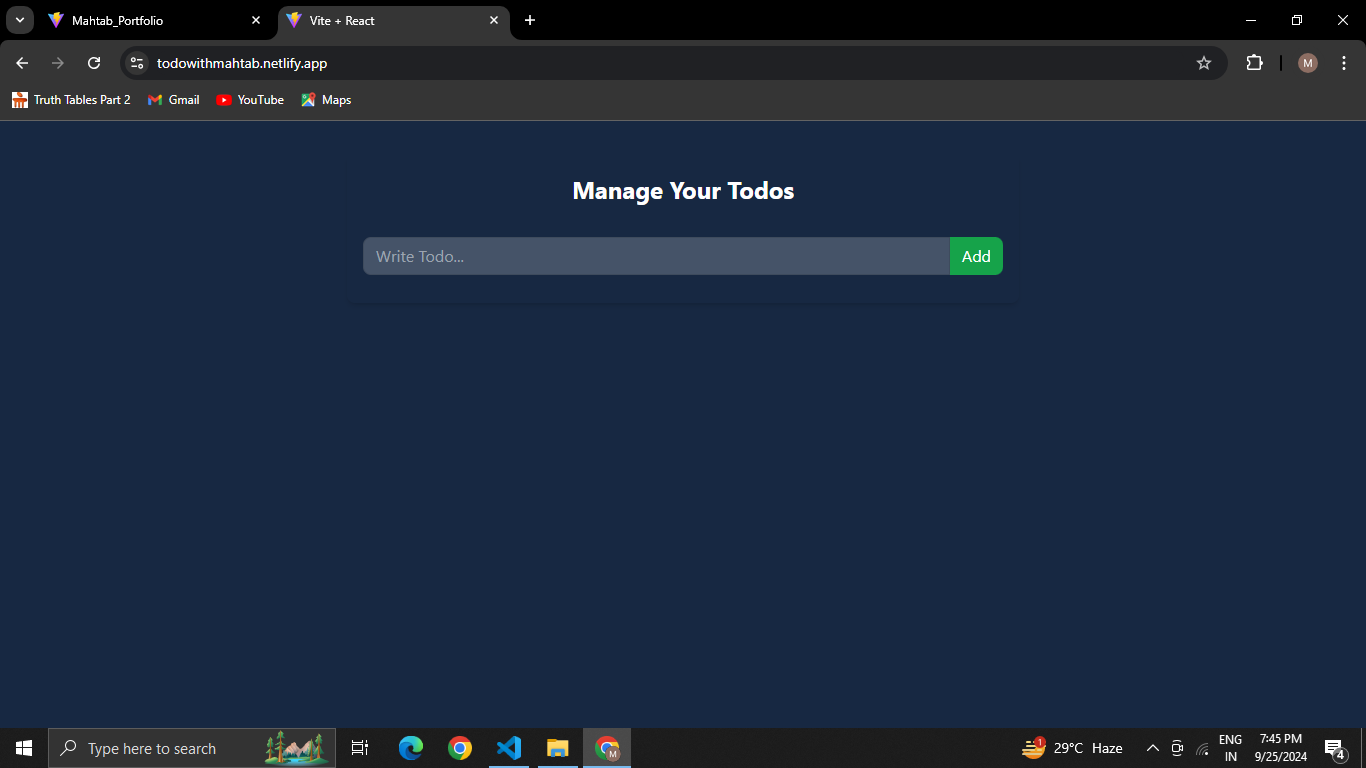 Mahtab_Portfolio
Vite + React
todowithmahtab.netlify.app
M
Truth Tables Part 2
Gmail
YouTube
Maps
Manage Your Todos
Write Todo...
Add
Type here to search
M
1
29°C Haze
ENG
IN
7:45 PM
9/25/2024
4